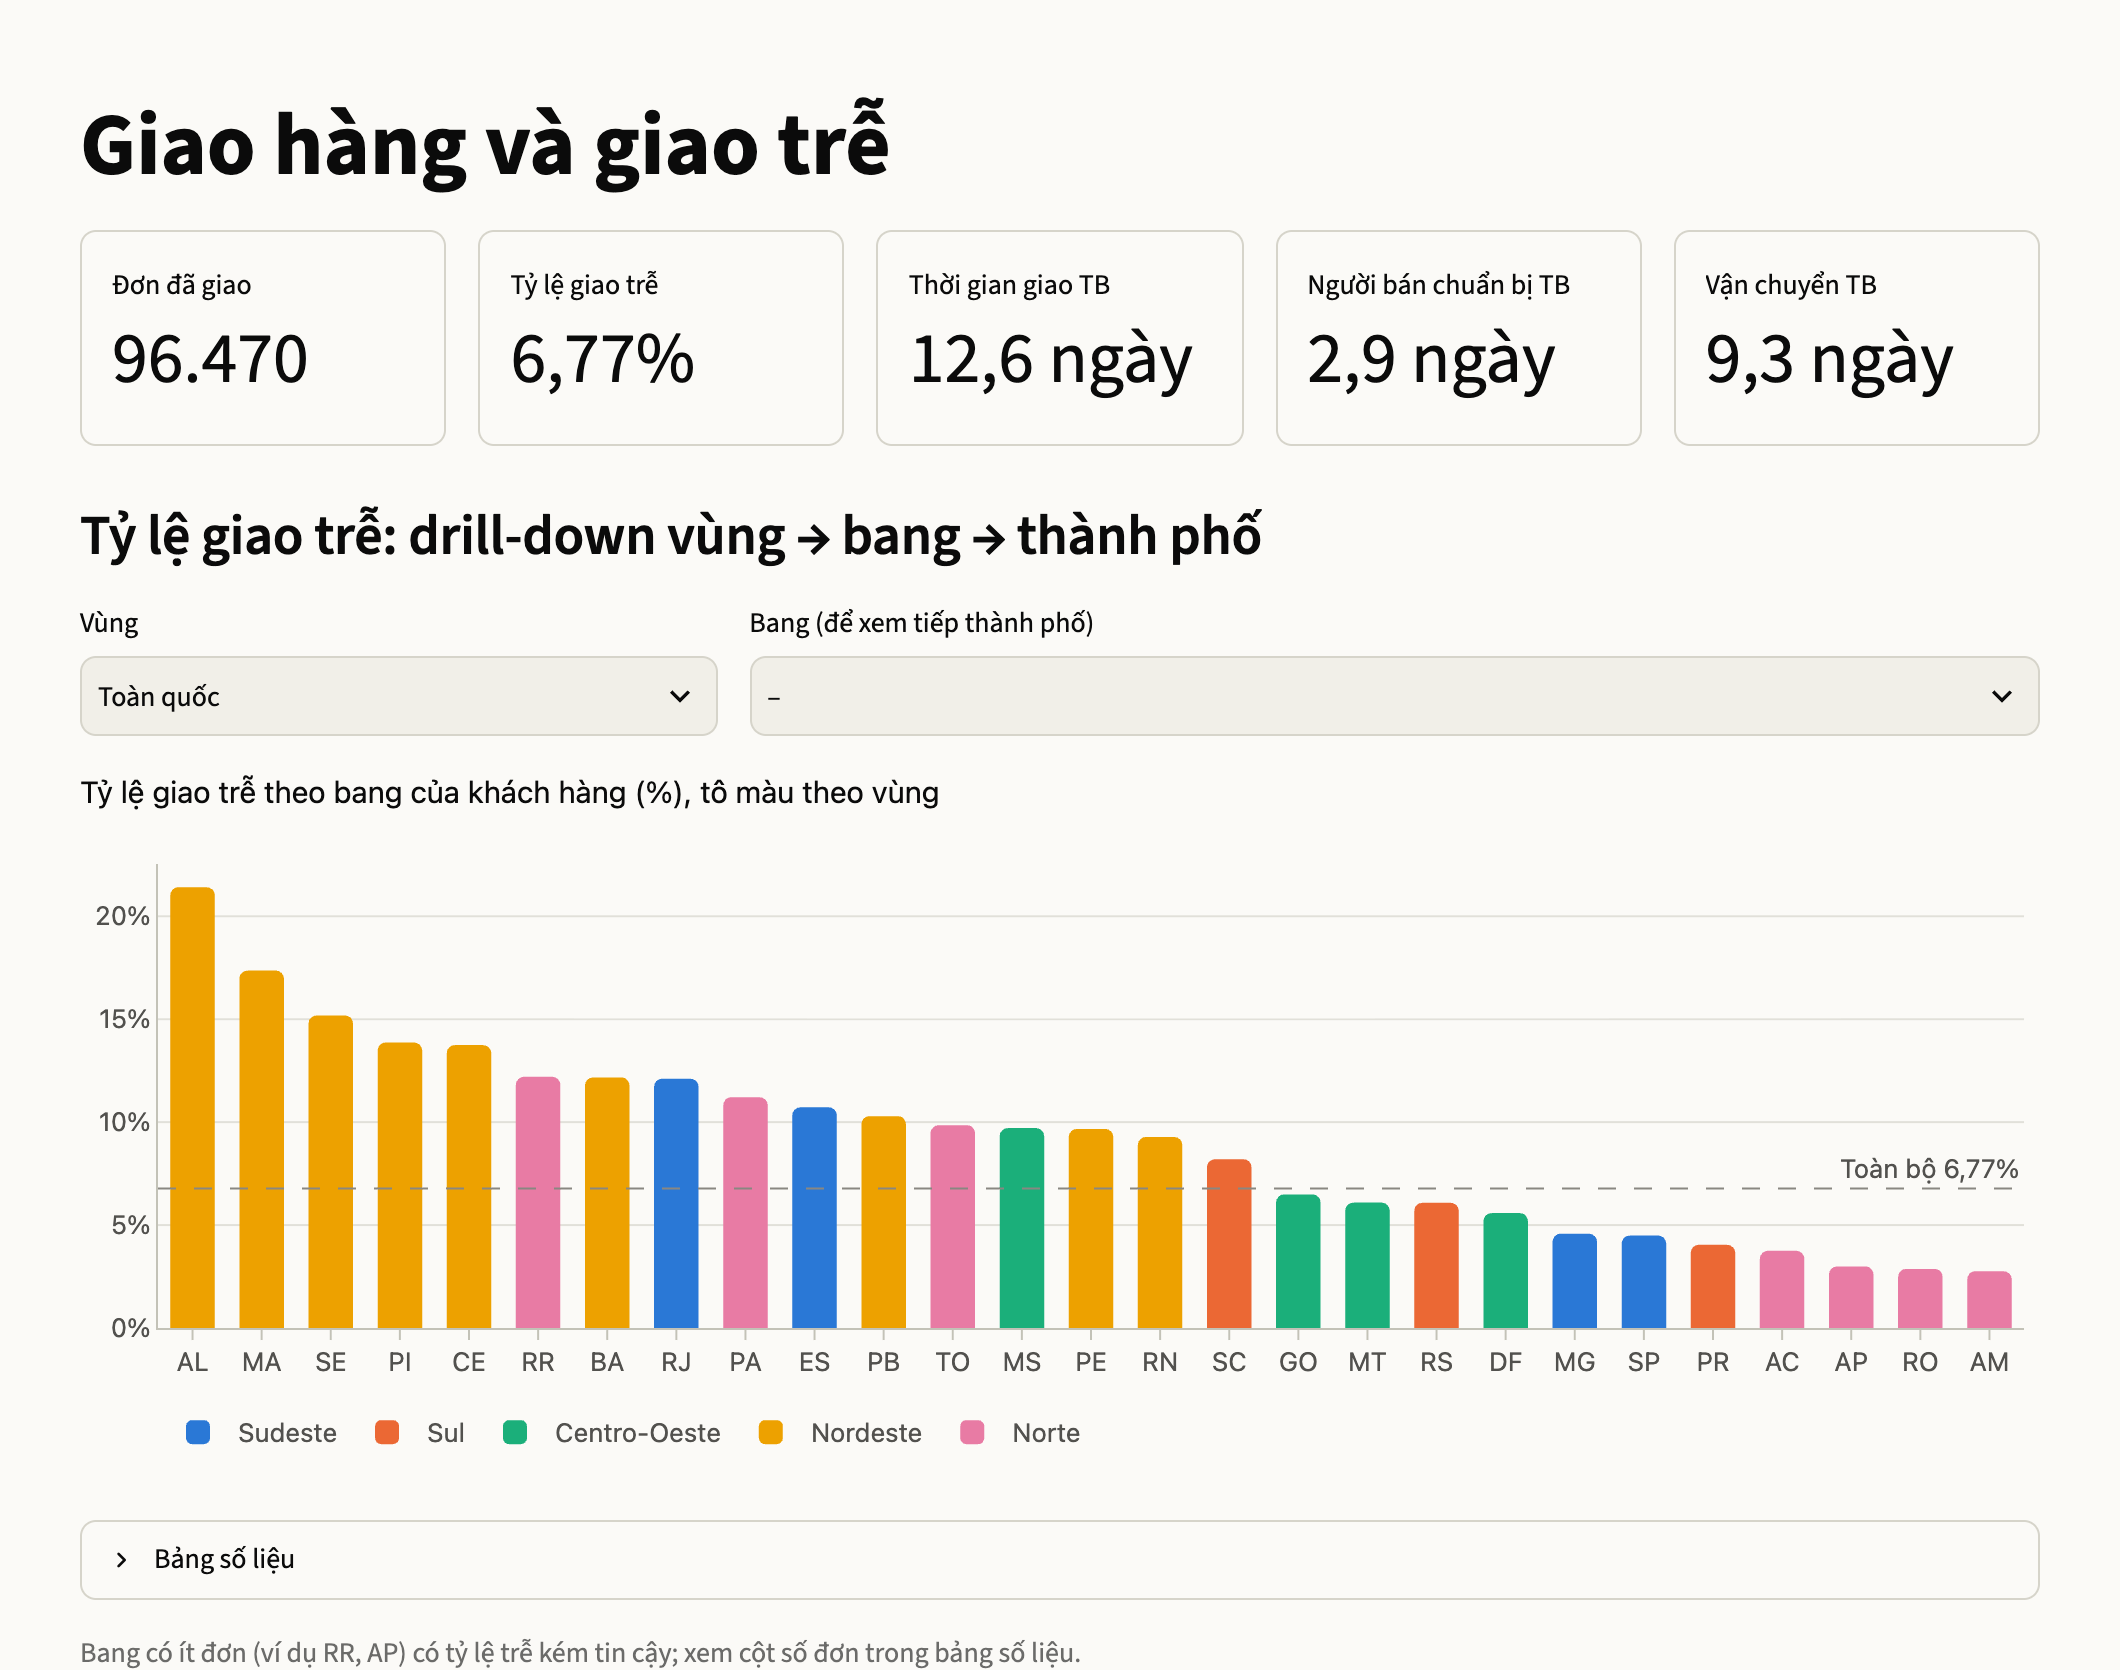 Giao hàng và giao trễ
Đơn đã giao
96.470
Tỷ lệ giao trễ
6,77%
Thời gian giao TB
12,6 ngày
Người bán chuẩn bị TB
2,9 ngày
Vận chuyển TB
9,3 ngày
Tỷ lệ giao trễ: drill-down vùng → bang → thành phố
Vùng
Toàn quốc
Bang (để xem tiếp thành phố)
–
Tỷ lệ giao trễ theo bang của khách hàng (%), tô màu theo vùng
20%
15%
10%
5%
0%
Toàn bộ 6,77%
AL MA SE PI CE RR BA RJ PA ES PB TO MS PE RN SC GO MT RS DF MG SP PR AC AP RO AM
Sudeste Sul Centro-Oeste Nordeste Norte
Bảng số liệu
Bang có ít đơn (ví dụ RR, AP) có tỷ lệ trễ kém tin cậy; xem cột số đơn trong bảng số liệu.